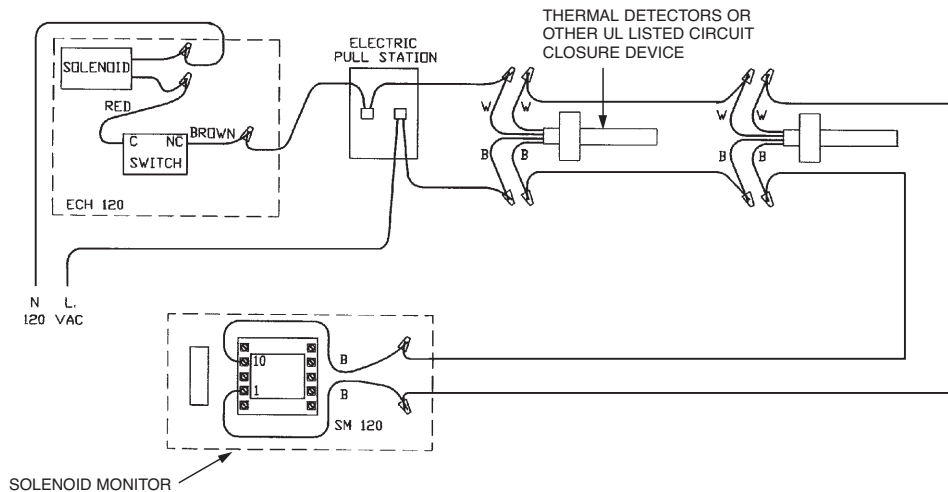 THERMAL DETECTORS OR
OTHER UL LISTED CIRCUIT
CLOSURE DEVICE
ELECTRIC
PULL STATION
SOLENOID
RED
BROWN
C NC
SWITCH
ECH 120
W W W W
B B B B
N L.
120 VAC
10
1
B
B
SM 120
SOLENOID MONITOR